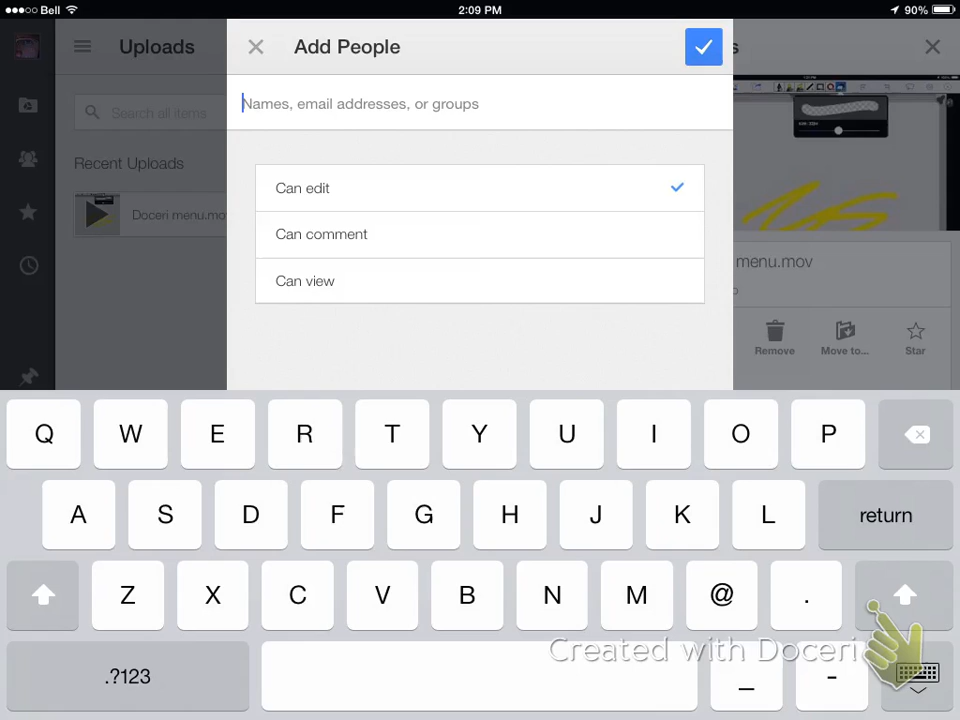 Bell 2:09 PM 90%
Uploads
Add People
s
Search all items
Names, email addresses, or groups
Recent Uploads
Doceri menu.mov
Can edit
Can comment
Can view
menu.mov
Remove Move to... Star
Q W E R T Y U I O P
A S D F G H J K L return
Z X C V B N M @ .
Created with Doceri
.?123 _ -